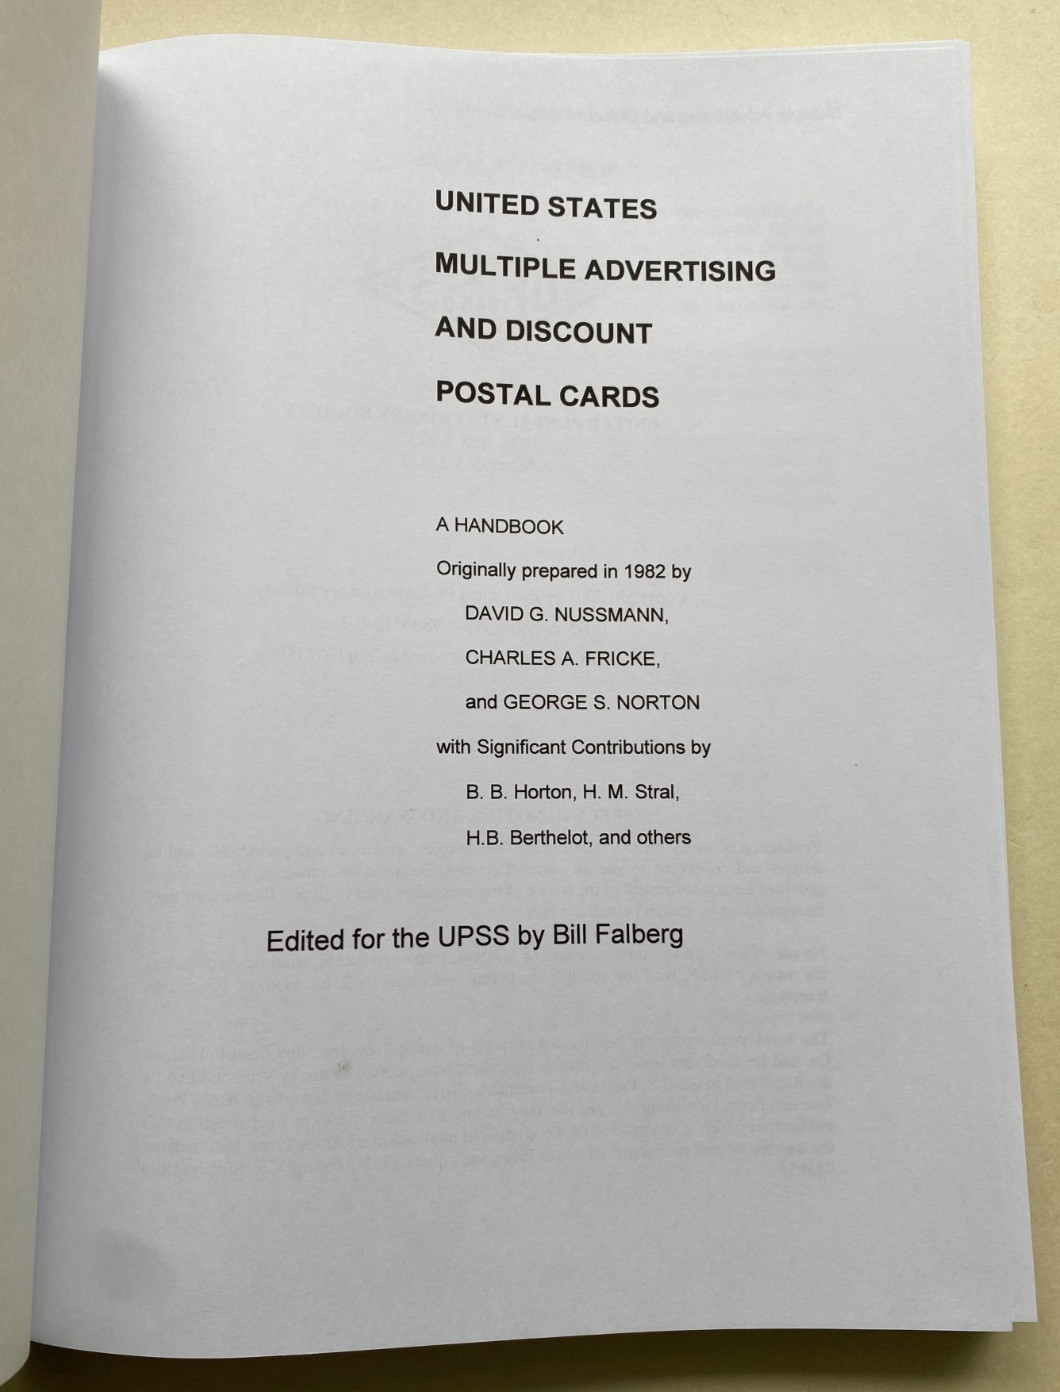 UNITED STATES
MULTIPLE ADVERTISING
AND DISCOUNT
POSTAL CARDS
A HANDBOOK
Originally prepared in 1982 by
DAVID G. NUSSMANN,
CHARLES A. FRICKE,
and GEORGE S. NORTON
with Significant Contributions by
B. B. Horton, H. M. Stral,
H.B. Berthelot, and others
Edited for the UPSS by Bill Falberg